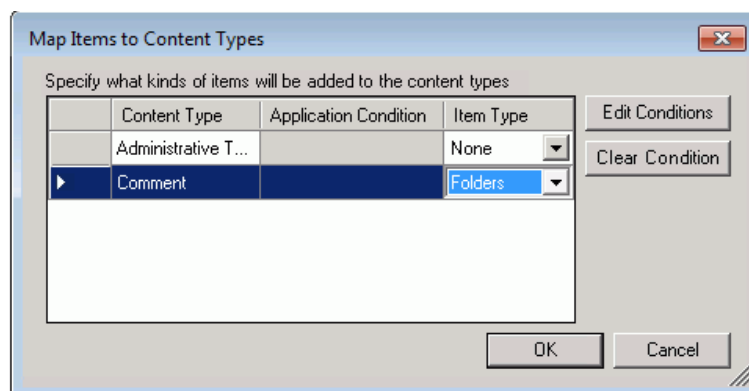 Map Items to Content Types
Specify what kinds of items will be added to the content types
Content Type Application Condition Item Type Edit Conditions
Administrative T... None Clear Condition
Comment Folders
OK Cancel